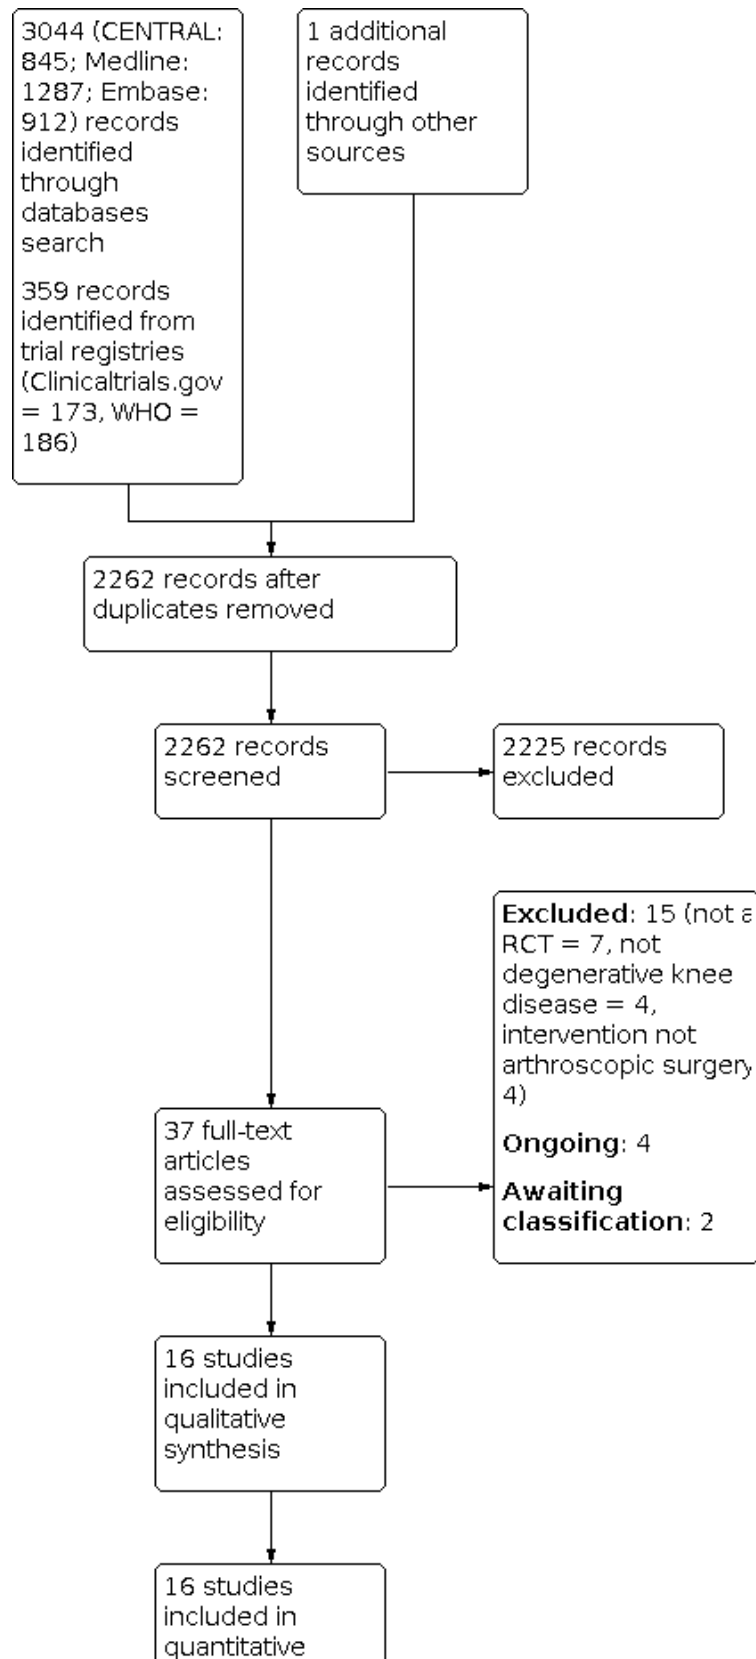 3044 (CENTRAL:
845; Medline:
1287; Embase:
912) records
identified
through
databases
search
359 records
identified from
trial registries
(Clinicaltrials.gov
= 173, WHO =
186)
1 additional
records
identified
through other
sources
2262 records after
duplicates removed
2262 records
screened
2225 records
excluded
37 full-text
articles
assessed for
eligibility
Excluded: 15 (not a
RCT = 7, not
degenerative knee
disease = 4,
intervention not
arthroscopic surgery
4)
Ongoing: 4
Awaiting
classification: 2
16 studies
included in
qualitative
synthesis
16 studies
included in
quantitative